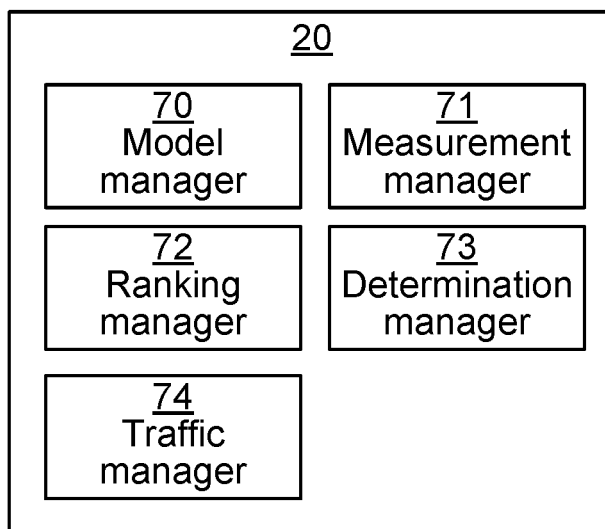 20
70
Model
manager
71
Measurement
manager
72
Ranking
manager
73
Determination
manager
74
Traffic
manager